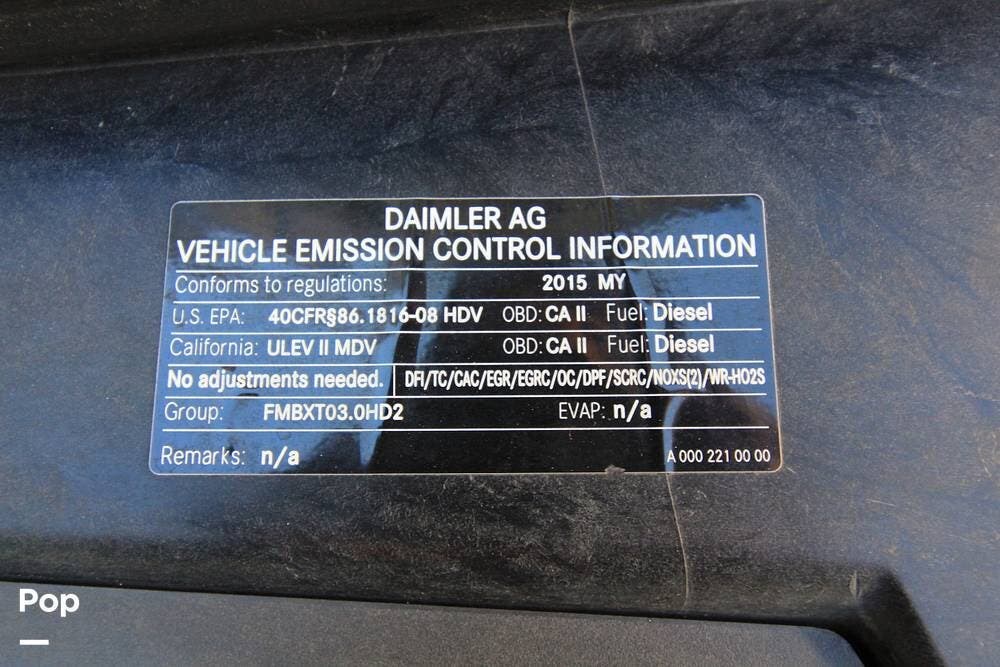 DAIMLER AG
VEHICLE EMISSION CONTROL INFORMATION
Conforms to regulations: 2015 MY
U.S. EPA: 40CFR§86.1816-08 HDV OBD: CA II Fuel: Diesel
California: ULEV II MDV OBD: CA II Fuel: Diesel
No adjustments needed. DFI/TC/CAC/EGR/EGRC/OC/DPF/SCRC/NOXS(2)/WR-HO2S
Group: FMBXT03.0HD2 EVAP: n/a
Remarks: n/a A 000 221 00 00
Pop